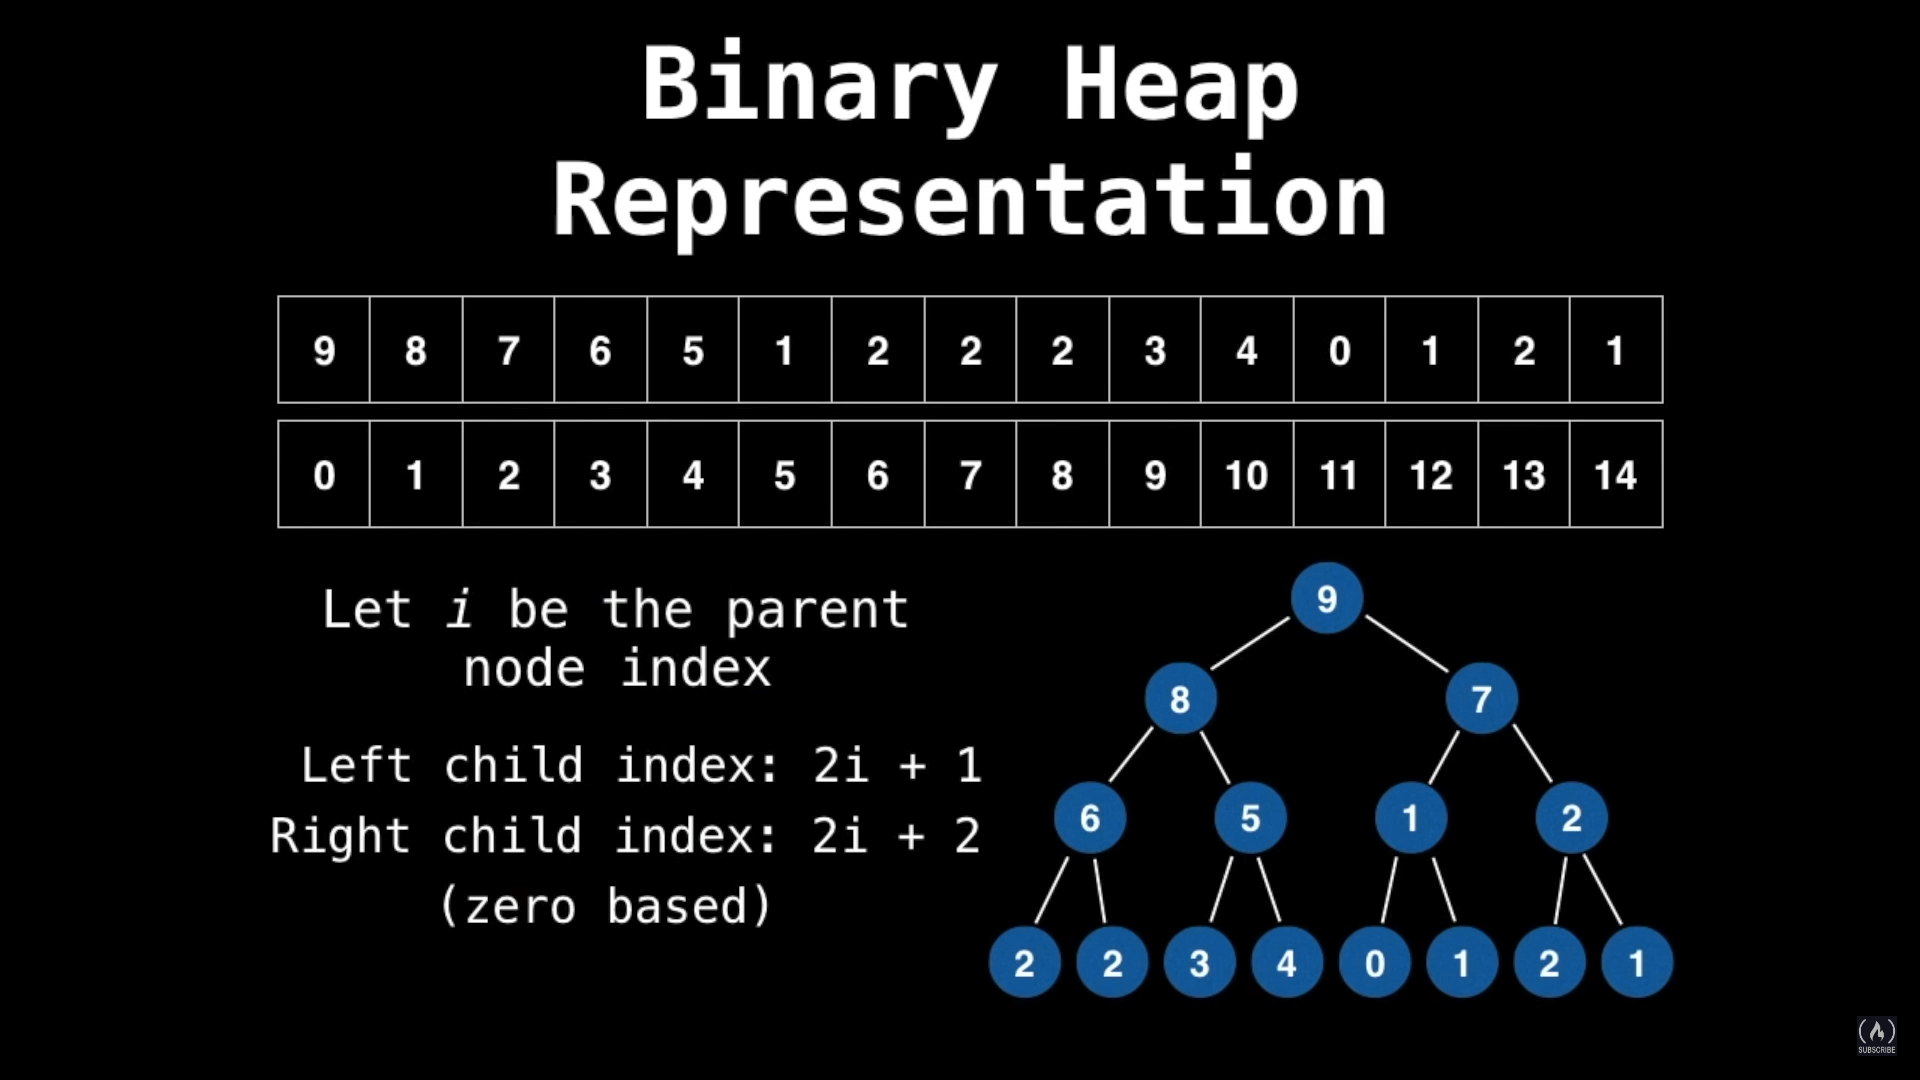 Binary Heap
Representation
9 8 7 6 5 1 2 2 2 3 4 0 1 2 1
0 1 2 3 4 5 6 7 8 9 10 11 12 13 14
Let i be the parent
node index
Left child index: 2i + 1
Right child index: 2i + 2
(zero based)
9
8 7
6 5 1 2
2 2 3 4 0 1 2 1
SUBSCRIBE